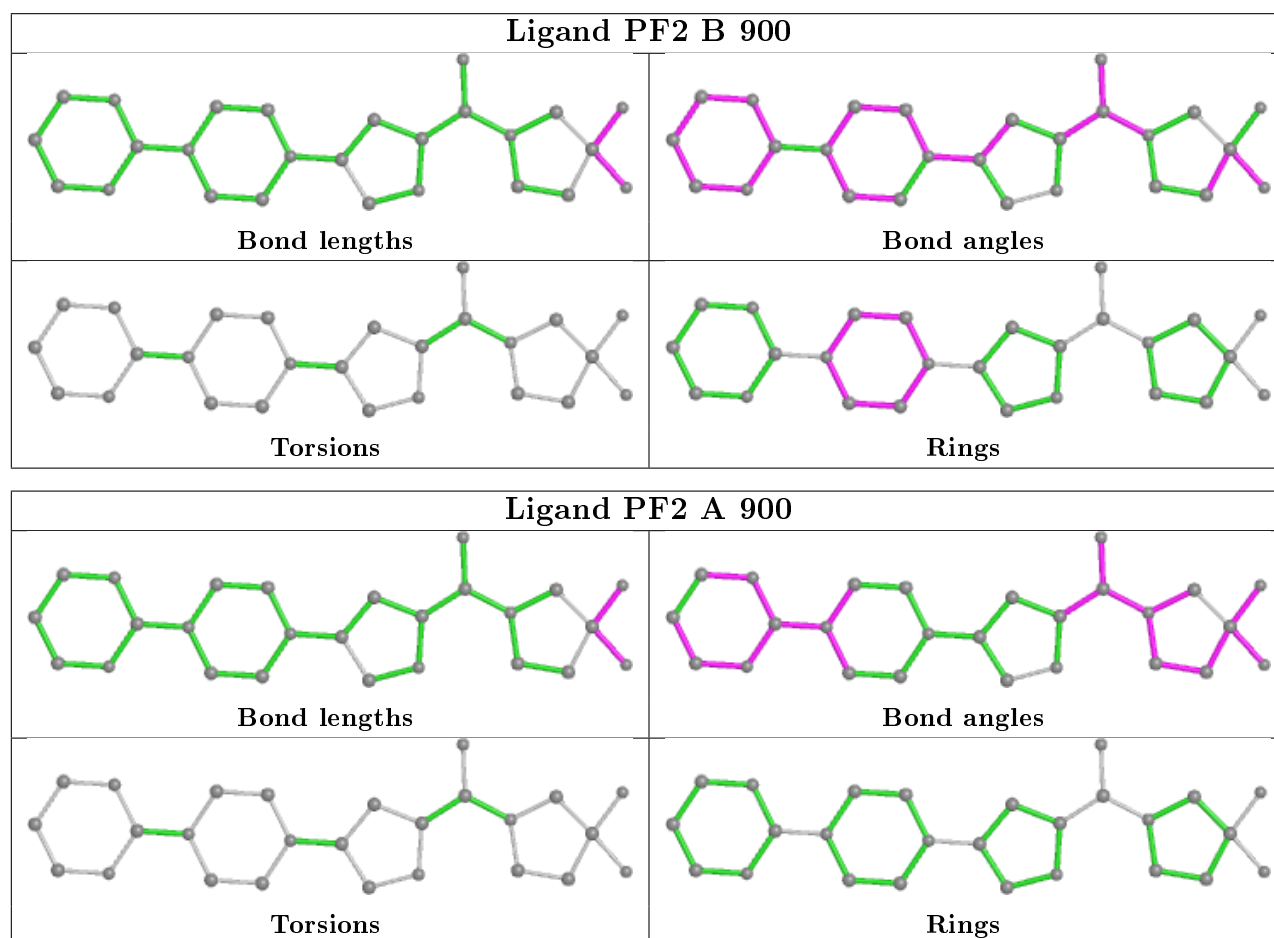 Ligand PF2 B 900
Bond lengths
Bond angles
Torsions
Rings
Ligand PF2 A 900
Bond lengths
Bond angles
Torsions
Rings